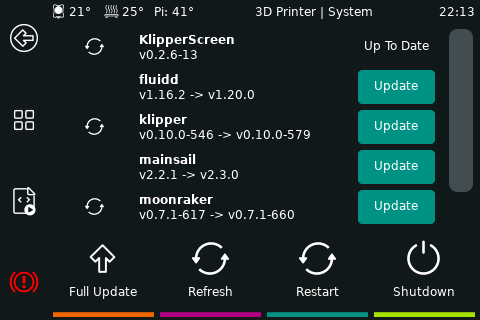 21° 25° Pi: 41° 3D Printer | System 22:13
KlipperScreen
v0.2.6-13
Up To Date
fluidd
v1.16.2 -> v1.20.0
Update
klipper
v0.10.0-546 -> v0.10.0-579
Update
mainsail
v2.2.1 -> v2.3.0
Update
moonraker
v0.7.1-617 -> v0.7.1-660
Update
Full Update Refresh Restart Shutdown